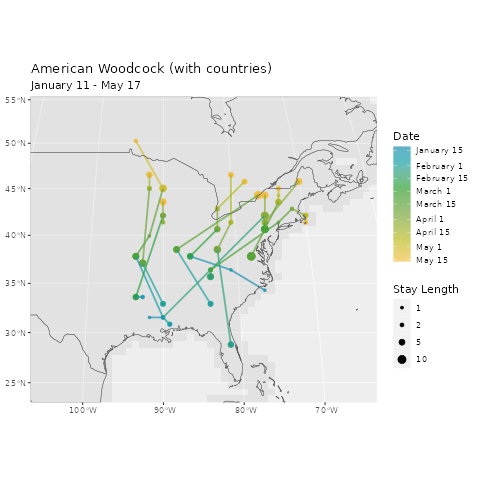 American Woodcock (with countries)
January 11 - May 17
55°N
50°N
45°N
40°N
35°N
30°N
25°N
100°W
90°W
80°W
70°W
Date
January 15
February 1
February 15
March 1
March 15
April 1
April 15
May 1
May 15
Stay Length
1
2
5
10